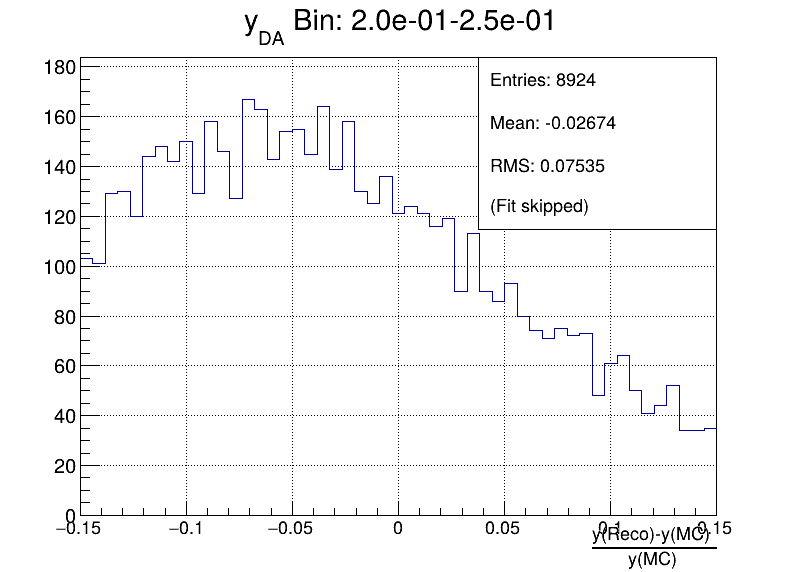 y_DA Bin: 2.0e-01-2.5e-01
Entries: 8924
Mean: -0.02674
RMS: 0.07535
(Fit skipped)
180
160
140
120
100
80
60
40
20
0
−0.15 −0.1 −0.05 0 0.05 0.1 0.15
y(Reco)-y(MC)
y(MC)